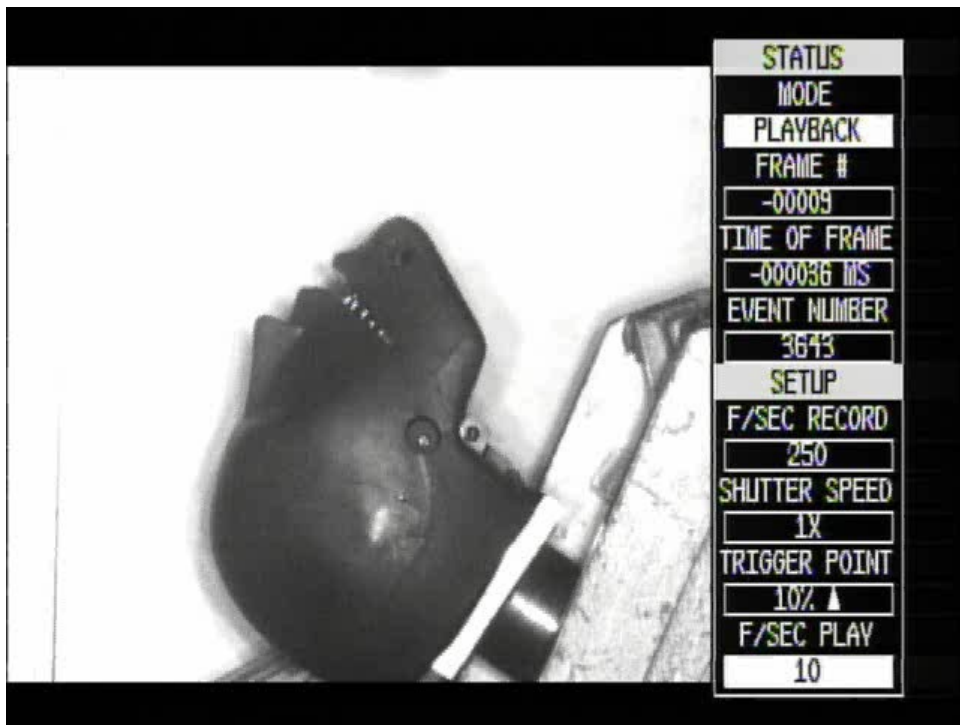 STATUS
MODE
PLAYBACK
FRAME #
-00009
TIME OF FRAME
-000036 MS
EVENT NUMBER
3643
SETUP
F/SEC RECORD
250
SHUTTER SPEED
1X
TRIGGER POINT
10%
F/SEC PLAY
10